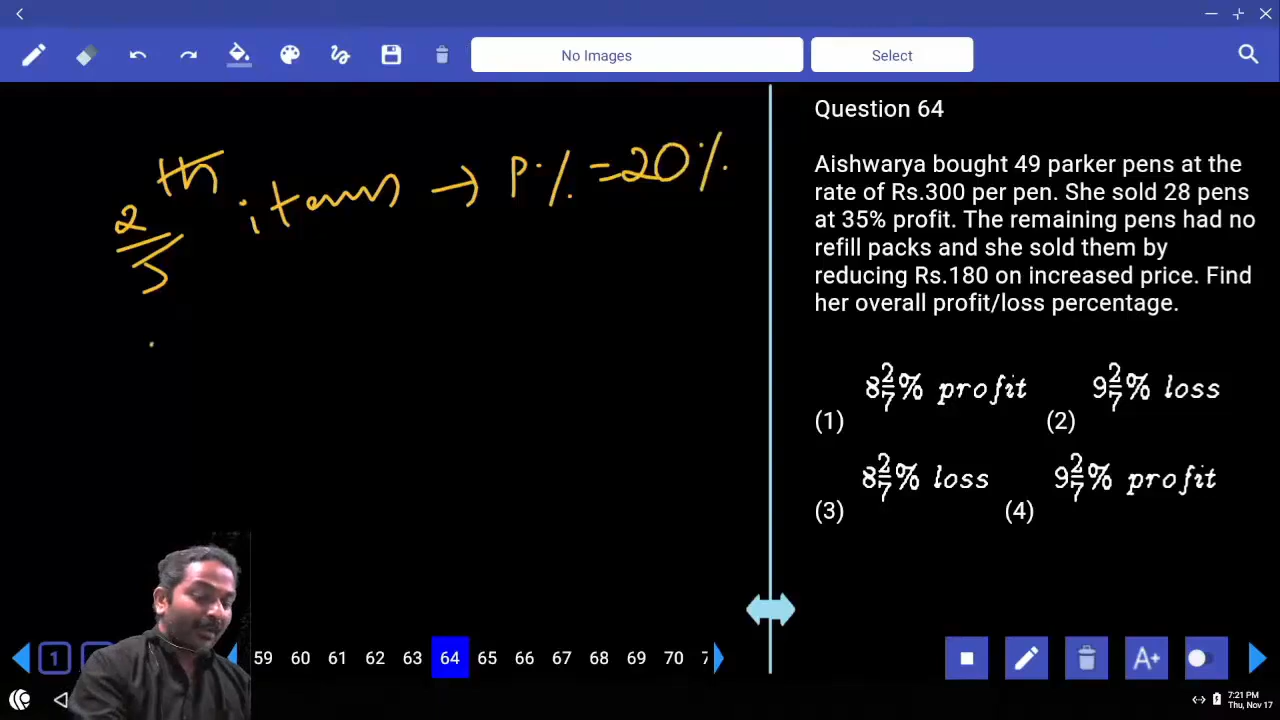 No Images
Select
2/5 th items → P% = 20%
Question 64
Aishwarya bought 49 parker pens at the
rate of Rs.300 per pen. She sold 28 pens
at 35% profit. The remaining pens had no
refill packs and she sold them by
reducing Rs.180 on increased price. Find
her overall profit/loss percentage.
(1) 8 2/7 % profit (2) 9 2/7 % loss
(3) 8 2/7 % loss (4) 9 2/7 % profit
1
59 60 61 62 63 64 65 66 67 68 69 70
A+
7:21 PM
Thu, Nov 17